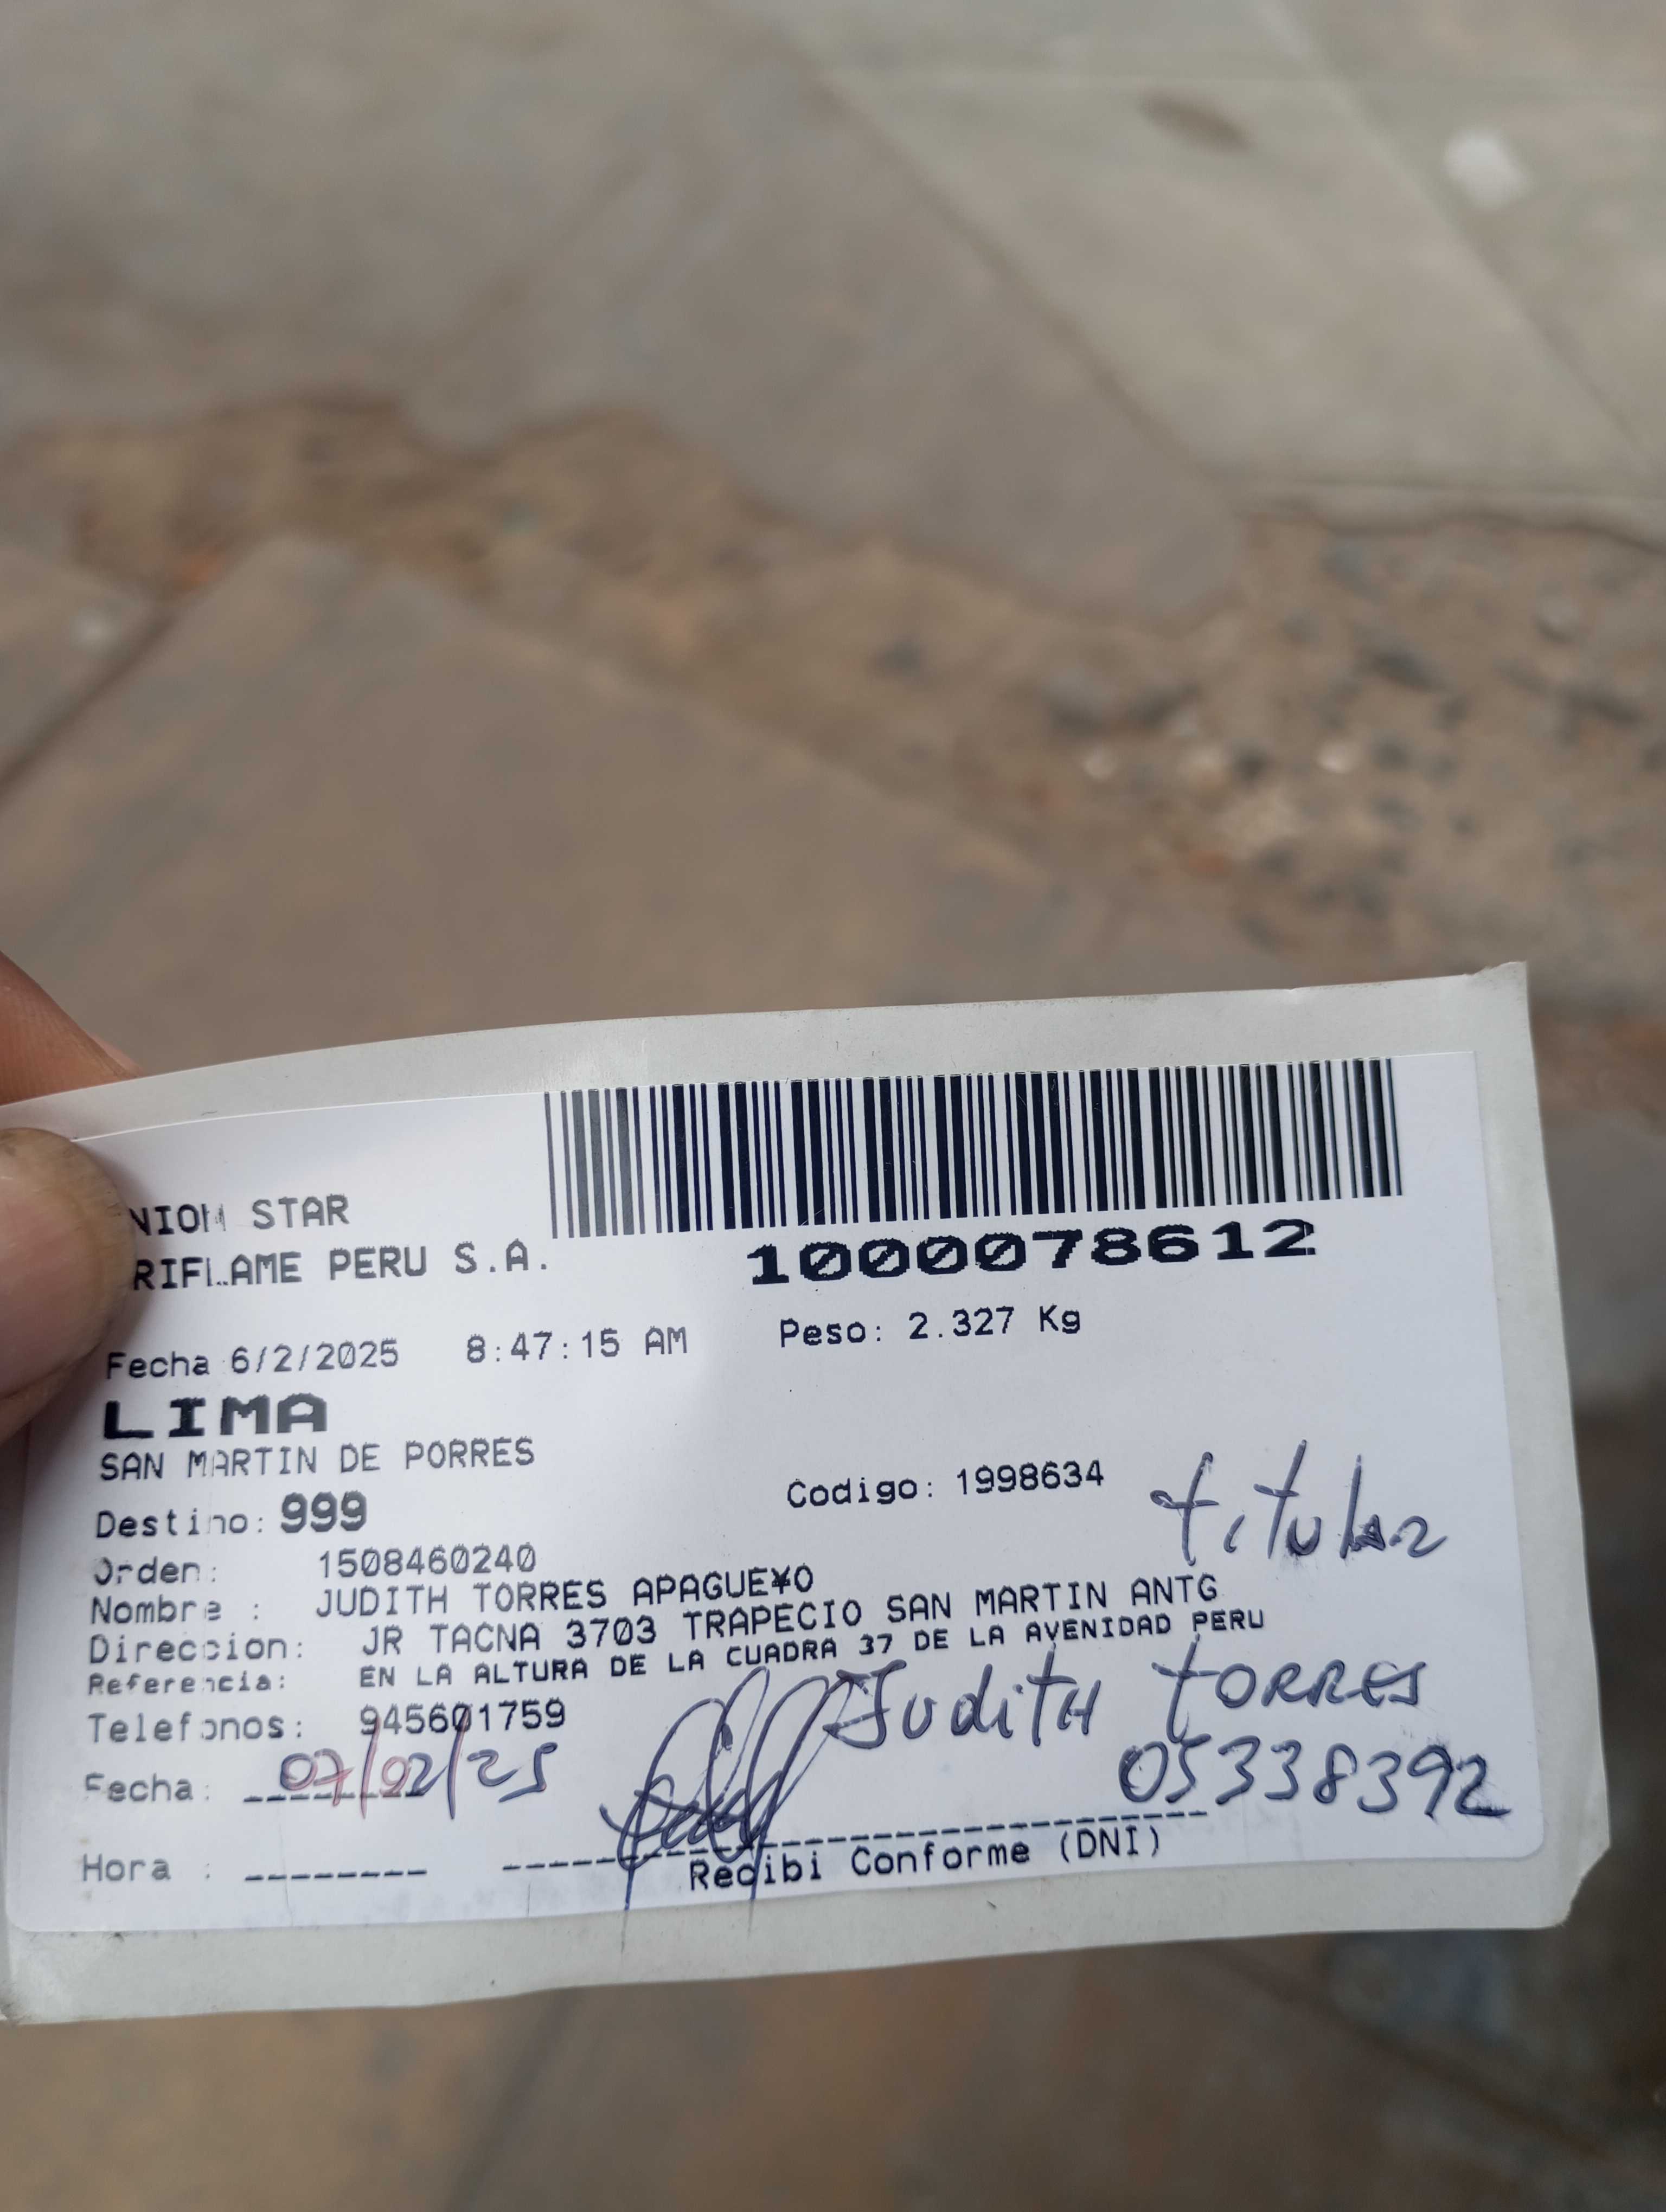 NION STAR
RIFLAME PERU S.A.
1000078612
Fecha 6/2/2025 8:47:15 AM Peso: 2.327 Kg
LIMA
SAN MARTIN DE PORRES
Destino: 999 Codigo: 1998634 titular
Orden: 1508460240
Nombre : JUDITH TORRES APAGUE¥O
Direccion: JR TACNA 3703 TRAPECIO SAN MARTIN ANTG
Referencia: EN LA ALTURA DE LA CUADRA 37 DE LA AVENIDAD PERU
Telefonos: 945601759 Judith TORRES
Fecha: 07/02/25 05338392
Hora : --------
Recibi Conforme (DNI)